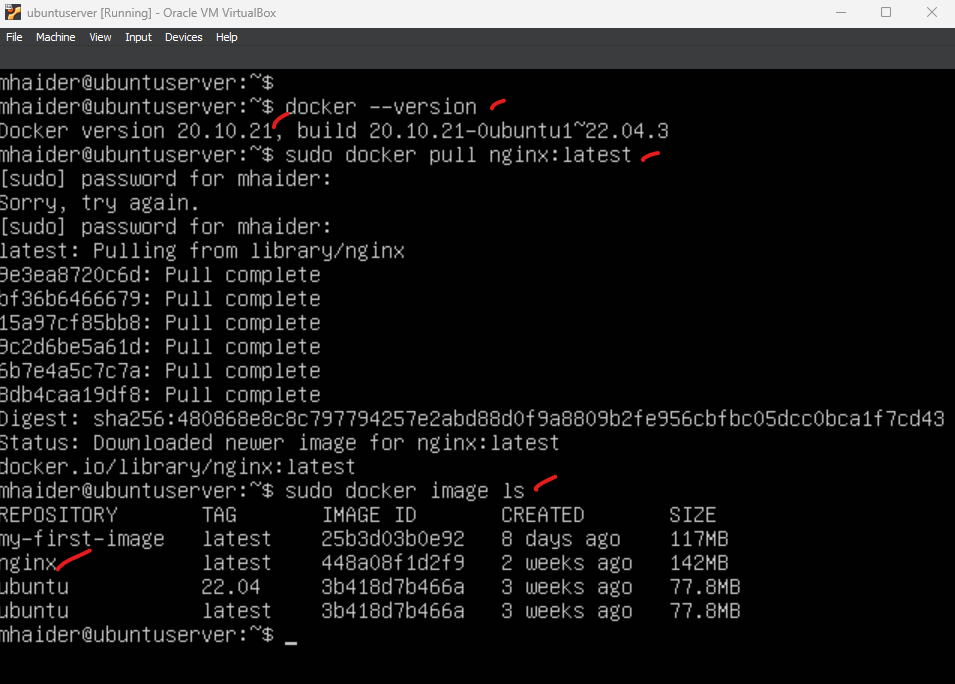 ubuntuserver [Running] - Oracle VM VirtualBox
File Machine View Input Devices Help
mhaider@ubuntuserver:~$
mhaider@ubuntuserver:~$ docker --version
Docker version 20.10.21, build 20.10.21-0ubuntu1~22.04.3
mhaider@ubuntuserver:~$ sudo docker pull nginx:latest
[sudo] password for mhaider:
Sorry, try again.
[sudo] password for mhaider:
latest: Pulling from library/nginx
9e3ea8720c6d: Pull complete
bf36b6466679: Pull complete
15a97cf85bb8: Pull complete
9c2d6be5a61d: Pull complete
6b7e4a5c7c7a: Pull complete
8db4caa19df8: Pull complete
Digest: sha256:480868e8c8c797794257e2abd88d0f9a8809b2fe956cbfbc05dcc0bca1f7cd43
Status: Downloaded newer image for nginx:latest
docker.io/library/nginx:latest
mhaider@ubuntuserver:~$ sudo docker image ls
REPOSITORY TAG IMAGE ID CREATED SIZE
my-first-image latest 25b3d03b0e92 8 days ago 117MB
nginx latest 448a08f1d2f9 2 weeks ago 142MB
ubuntu 22.04 3b418d7b466a 3 weeks ago 77.8MB
ubuntu latest 3b418d7b466a 3 weeks ago 77.8MB
mhaider@ubuntuserver:~$ _